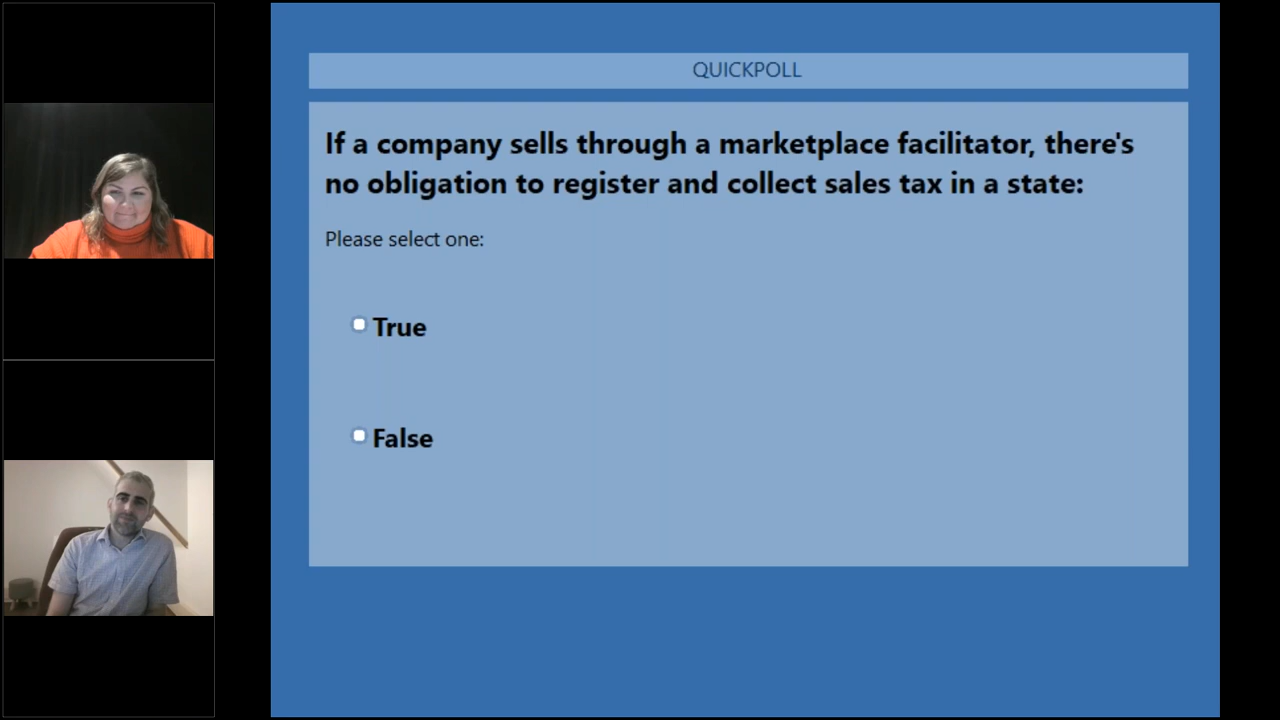 QUICKPOLL
If a company sells through a marketplace facilitator, there's
no obligation to register and collect sales tax in a state:
Please select one:
True
False